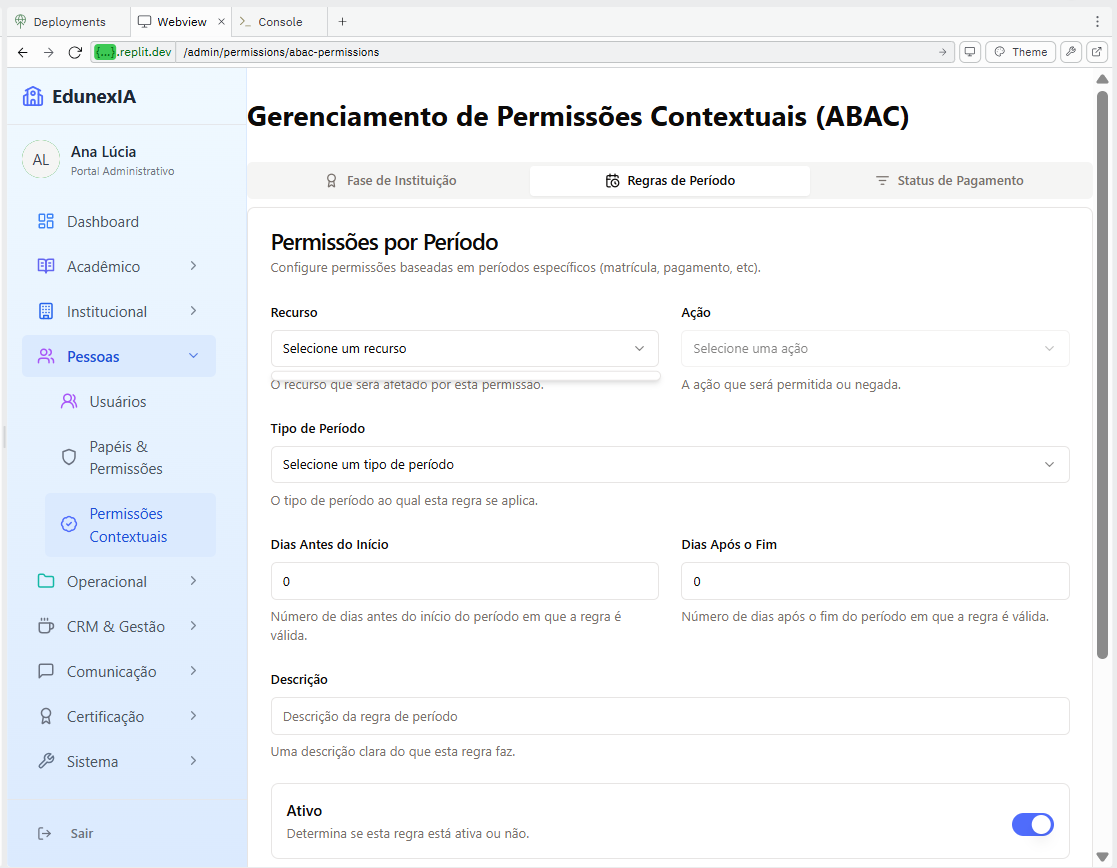 Deployments
Webview
Console
{...}.replit.dev
/admin/permissions/abac-permissions
Theme
EdunexIA
AL
Ana Lúcia
Portal Administrativo
Dashboard
Acadêmico
Institucional
Pessoas
Usuários
Papéis &
Permissões
Permissões
Contextuais
Operacional
CRM & Gestão
Comunicação
Certificação
Sistema
Sair
Gerenciamento de Permissões Contextuais (ABAC)
Fase de Instituição
Regras de Período
Status de Pagamento
Permissões por Período
Configure permissões baseadas em períodos específicos (matrícula, pagamento, etc).
Recurso
Ação
Selecione um recurso
Selecione uma ação
O recurso que será afetado por esta permissão.
A ação que será permitida ou negada.
Tipo de Período
Selecione um tipo de período
O tipo de período ao qual esta regra se aplica.
Dias Antes do Início
Dias Após o Fim
0
0
Número de dias antes do início do período em que a regra é
válida.
Número de dias após o fim do período em que a regra é válida.
Descrição
Descrição da regra de período
Uma descrição clara do que esta regra faz.
Ativo
Determina se esta regra está ativa ou não.